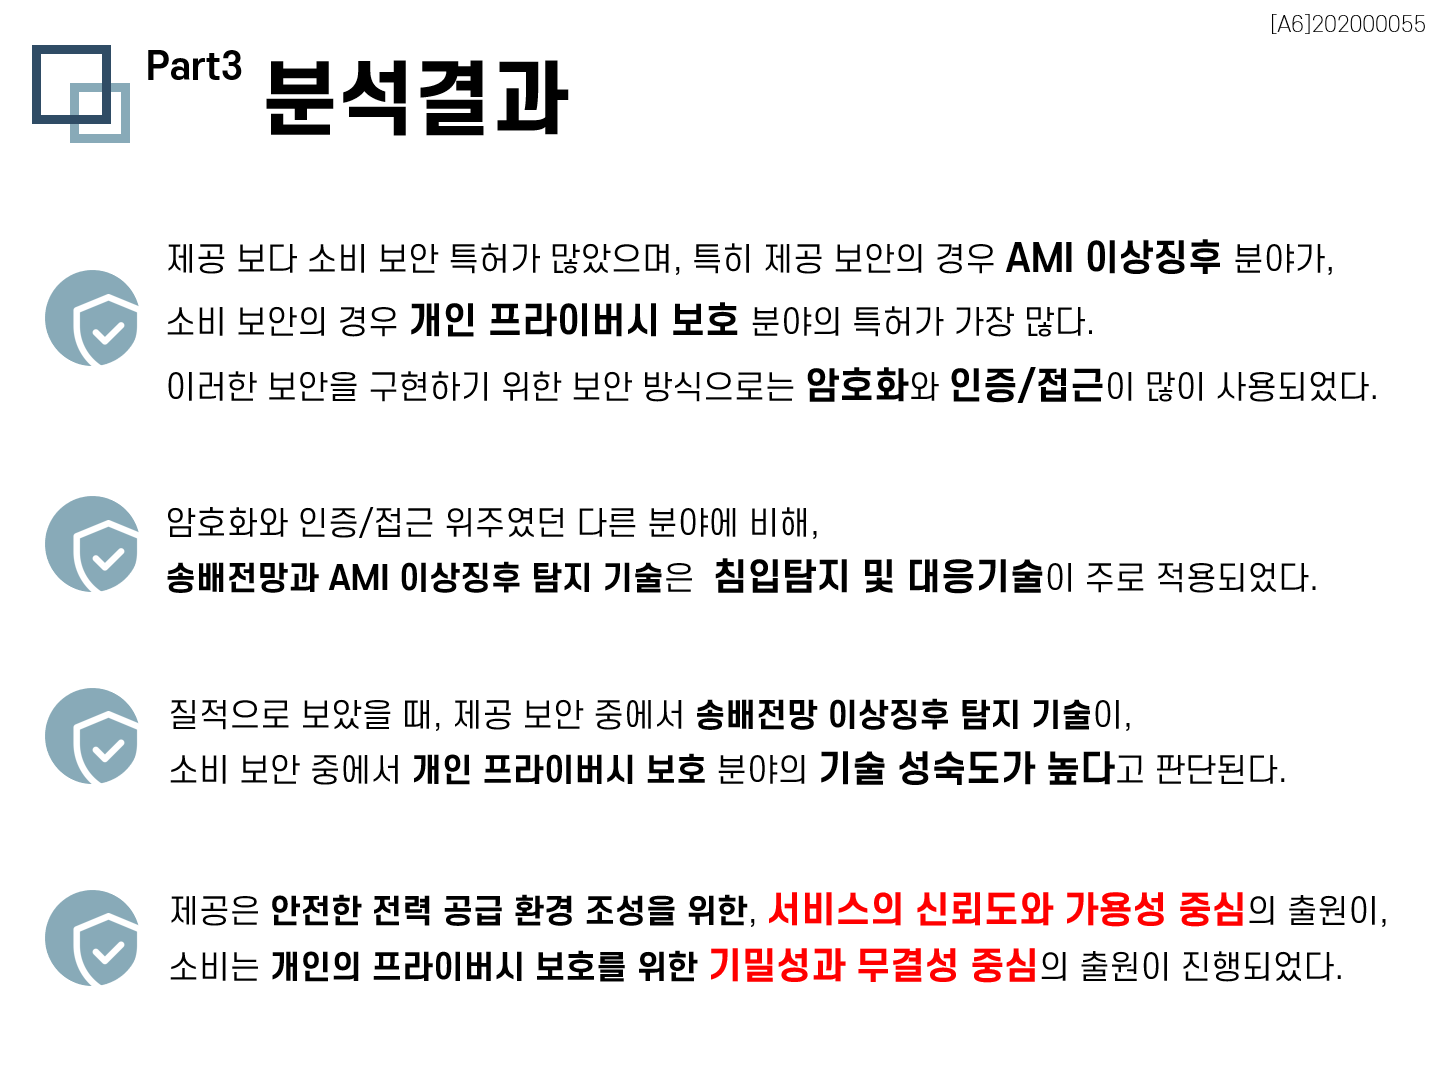 [A6]202000055
Part3 분석결과
제공 보다 소비 보안 특허가 많았으며, 특히 제공 보안의 경우 AMI 이상징후 분야가,
소비 보안의 경우 개인 프라이버시 보호 분야의 특허가 가장 많다.
이러한 보안을 구현하기 위한 보안 방식으로는 암호화와 인증/접근이 많이 사용되었다.
암호화와 인증/접근 위주였던 다른 분야에 비해,
송배전망과 AMI 이상징후 탐지 기술은 침입탐지 및 대응기술이 주로 적용되었다.
질적으로 보았을 때, 제공 보안 중에서 송배전망 이상징후 탐지 기술이,
소비 보안 중에서 개인 프라이버시 보호 분야의 기술 성숙도가 높다고 판단된다.
제공은 안전한 전력 공급 환경 조성을 위한, 서비스의 신뢰도와 가용성 중심의 출원이,
소비는 개인의 프라이버시 보호를 위한 기밀성과 무결성 중심의 출원이 진행되었다.